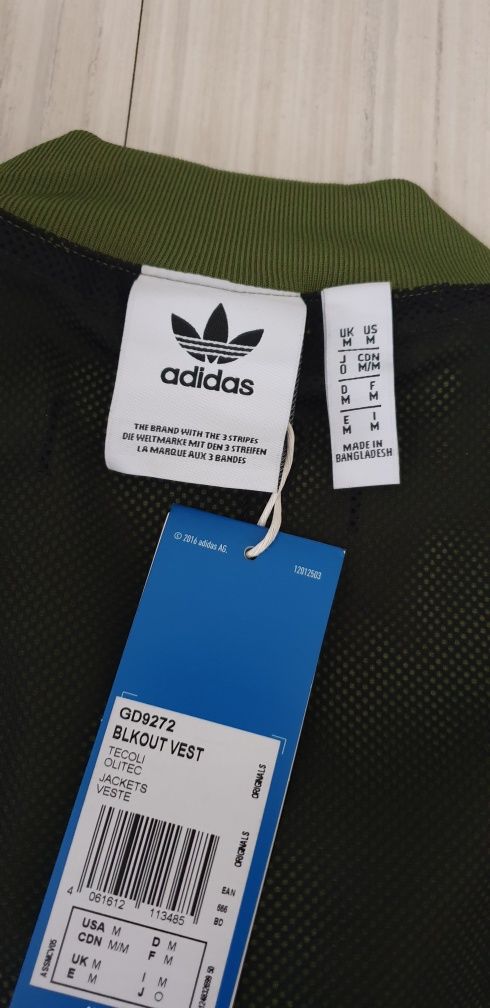 adidas
THE BRAND WITH THE 3 STRIPES
DIE WELTMARKE MIT DEN 3 STREIFEN
LA MARQUE AUX 3 BANDES
UK M US M
J O CDN M/M
D M F M
E M I M
MADE IN
BANGLADESH
© 2016 adidas AG.
12012503
GD9272
BLKOUT VEST
TECOLI
OLITEC
JACKETS
VESTE
ORIGINALS
ORIGINALS
EAN
4 061612 113485
BD
ASSMCV05
USA M D M
CDN M/M F M
UK M I M
E M J O